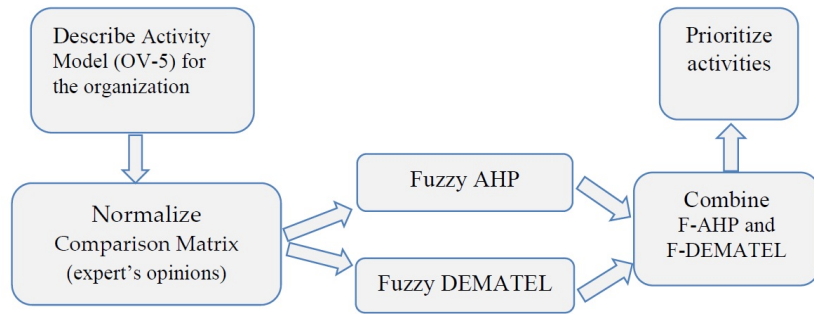 Describe Activity
Model (OV-5) for
the organization
Normalize
Comparison Matrix
(expert's opinions)
Fuzzy AHP
Fuzzy DEMATEL
Combine
F-AHP and
F-DEMATEL
Prioritize
activities